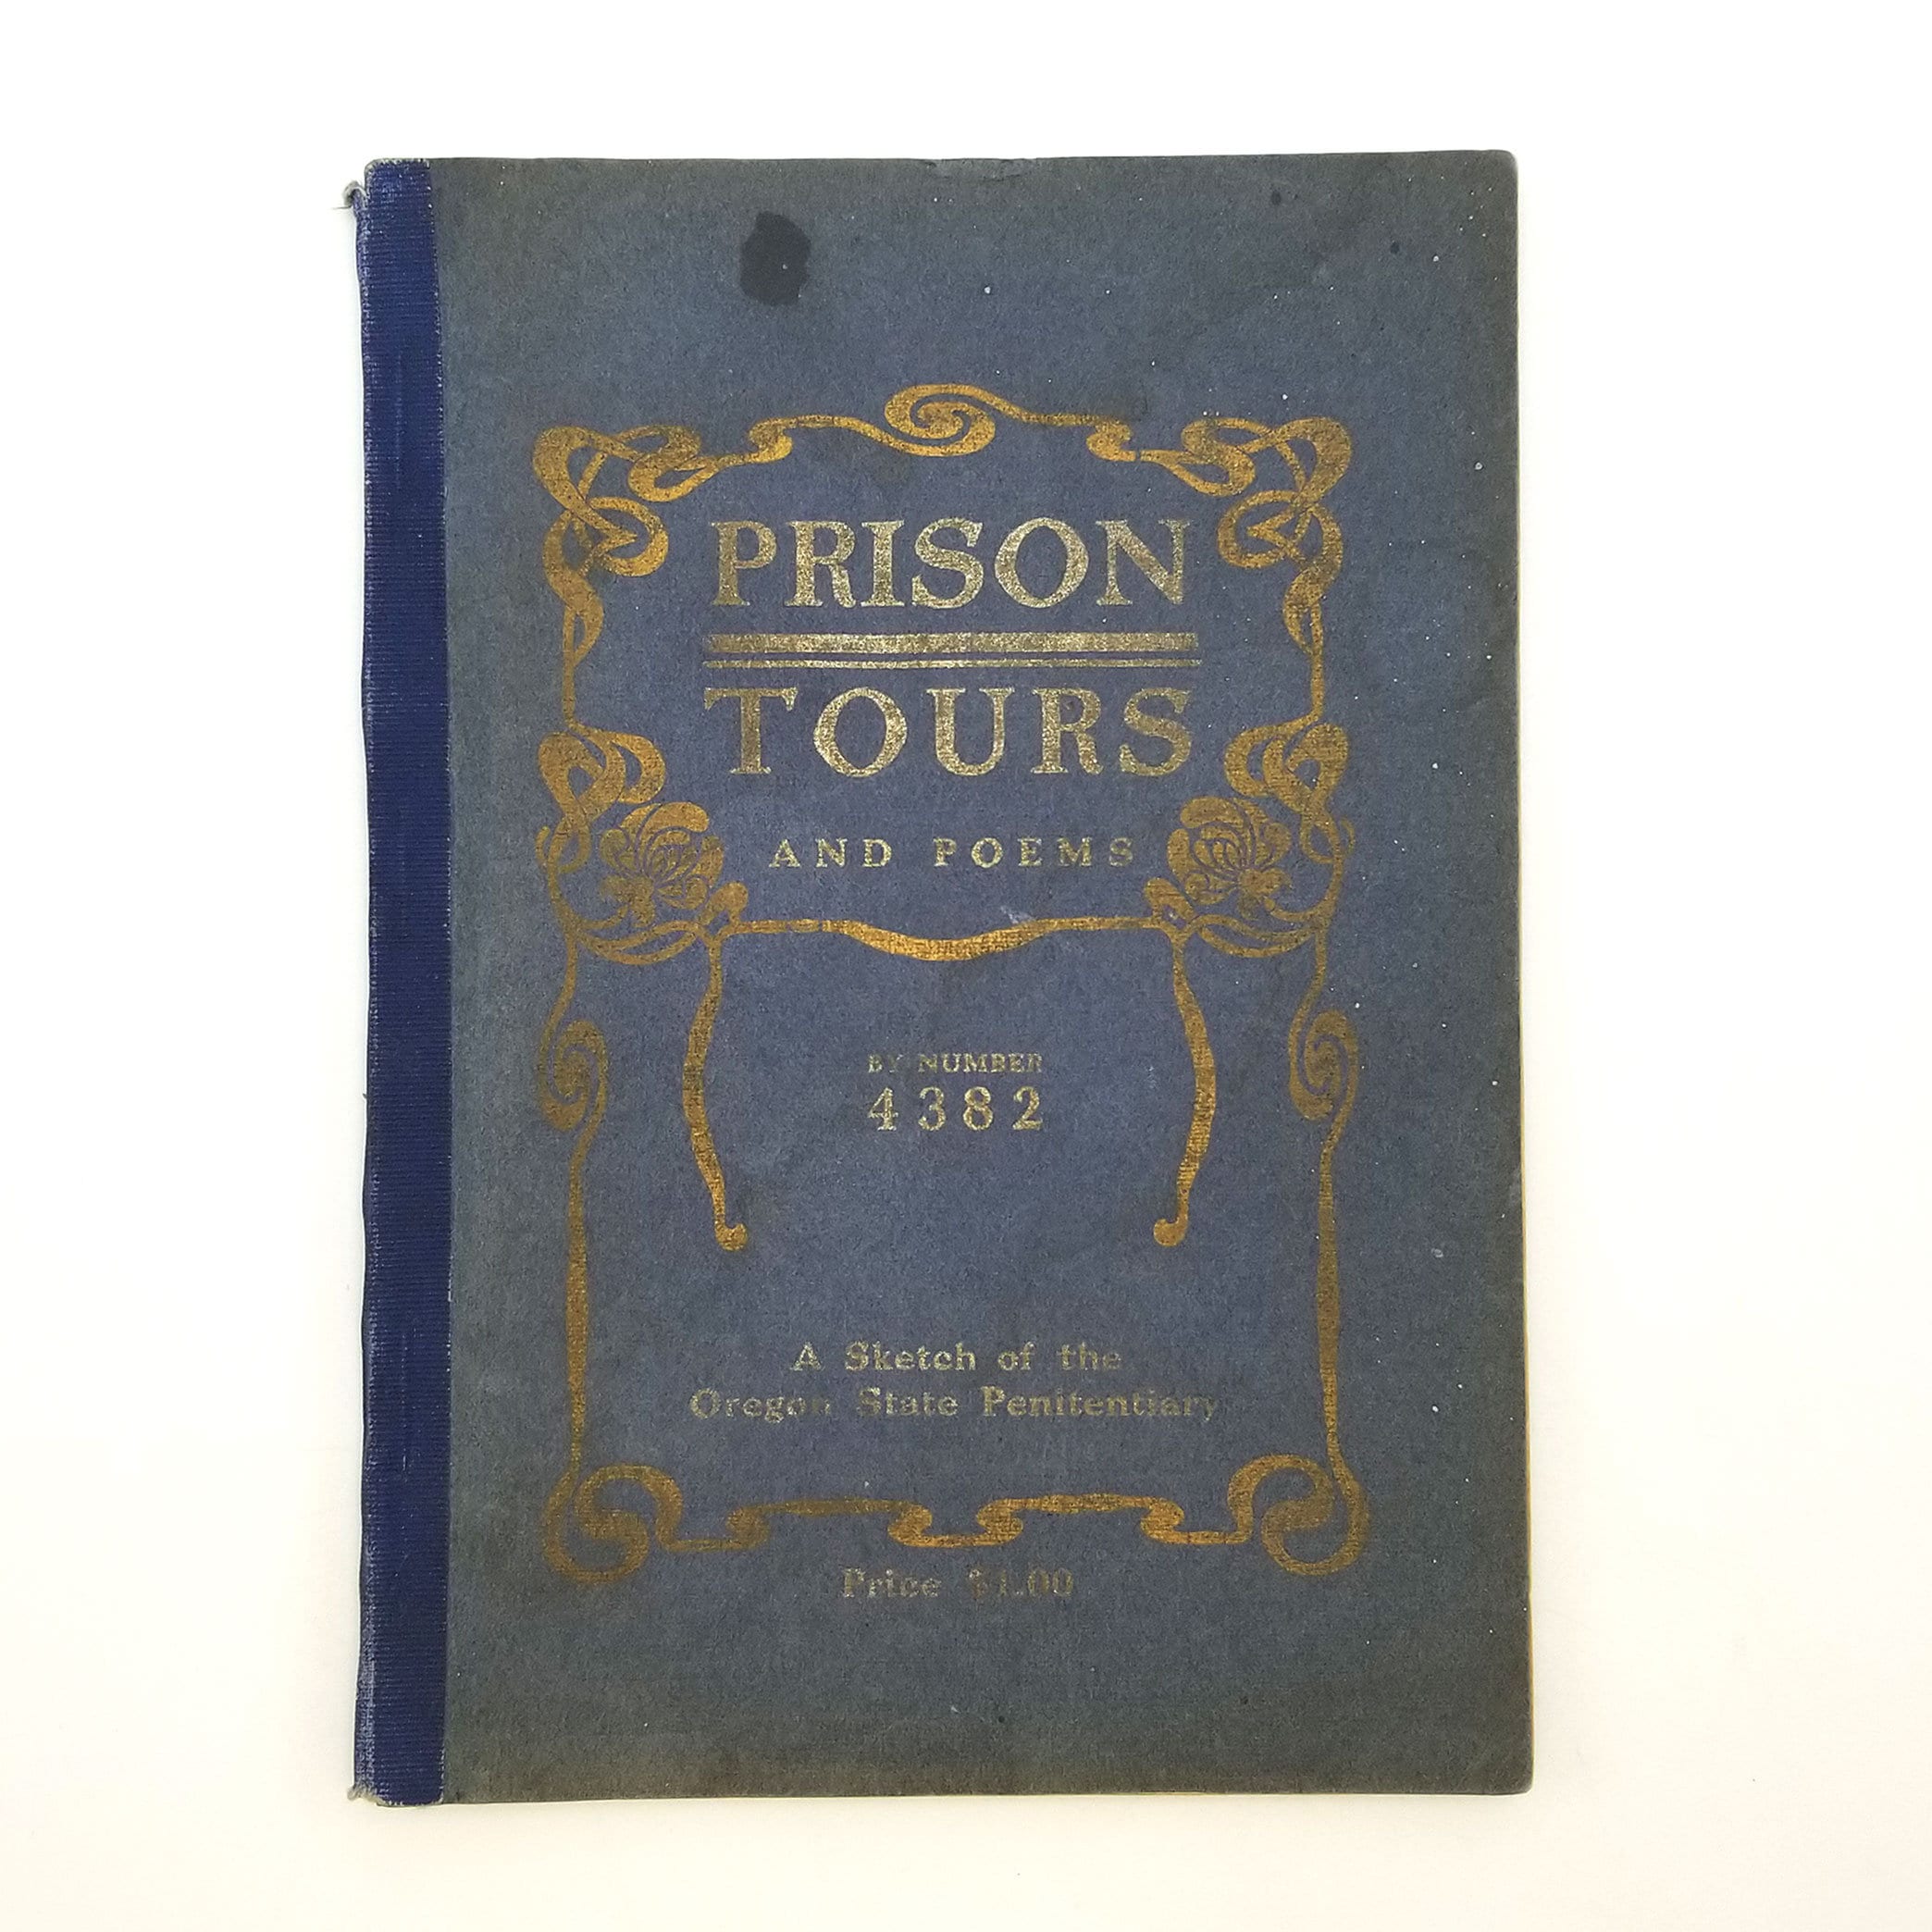 PRISON
TOURS
AND POEMS
BY NUMBER
4382
A Sketch of the
Oregon State Penitentiary
Price $1.00